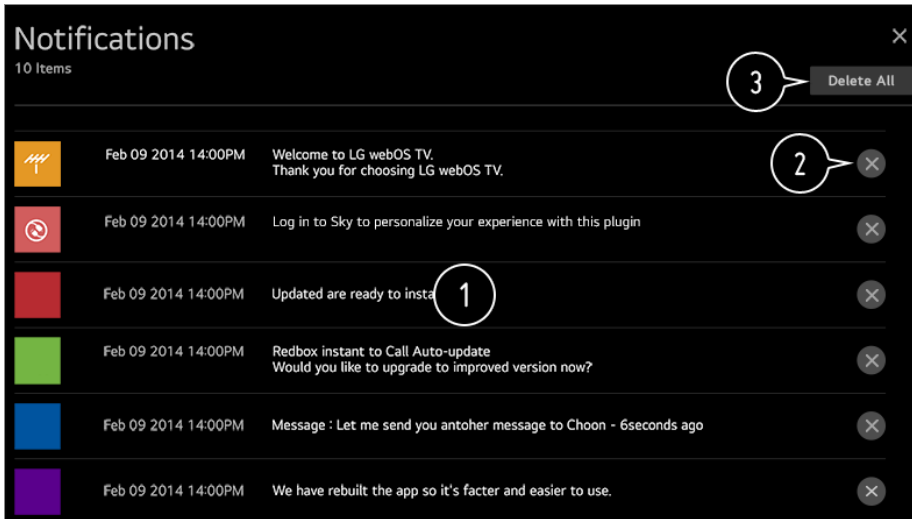 Notifications
10 Items
3
Delete All
Feb 09 2014 14:00PM
Welcome to LG webOS TV.
Thank you for choosing LG webOS TV.
2
Feb 09 2014 14:00PM
Log in to Sky to personalize your experience with this plugin
Feb 09 2014 14:00PM
Updated are ready to
1
Feb 09 2014 14:00PM
Redbox instant to Call Auto-update
Would you like to upgrade to improved version now?
Feb 09 2014 14:00PM
Message : Let me send you antoher message to Choon - 6seconds ago
Feb 09 2014 14:00PM
We have rebuilt the app so it's facter and easier to use.